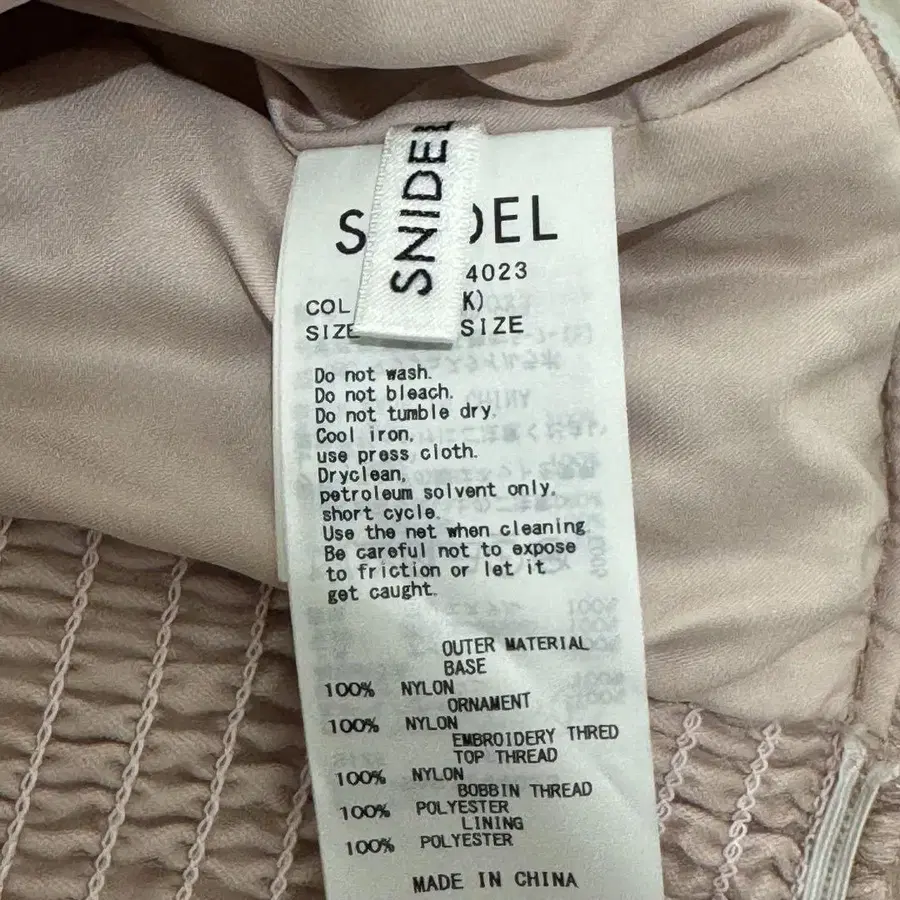 SNIDEL
S DEL
4023
COL K)
SIZE SIZE
Do not wash.
Do not bleach.
Do not tumble dry.
Cool iron,
use press cloth.
Dryclean,
petroleum solvent only,
short cycle.
Use the net when cleaning
Be careful not to expose
to friction or let it
get caught.
OUTER MATERIAL
BASE
100% NYLON
ORNAMENT
100% NYLON
EMBROIDERY THRED
TOP THREAD
100% NYLON
BOBBIN THREAD
100% POLYESTER
LINING
100% POLYESTER
MADE IN CHINA